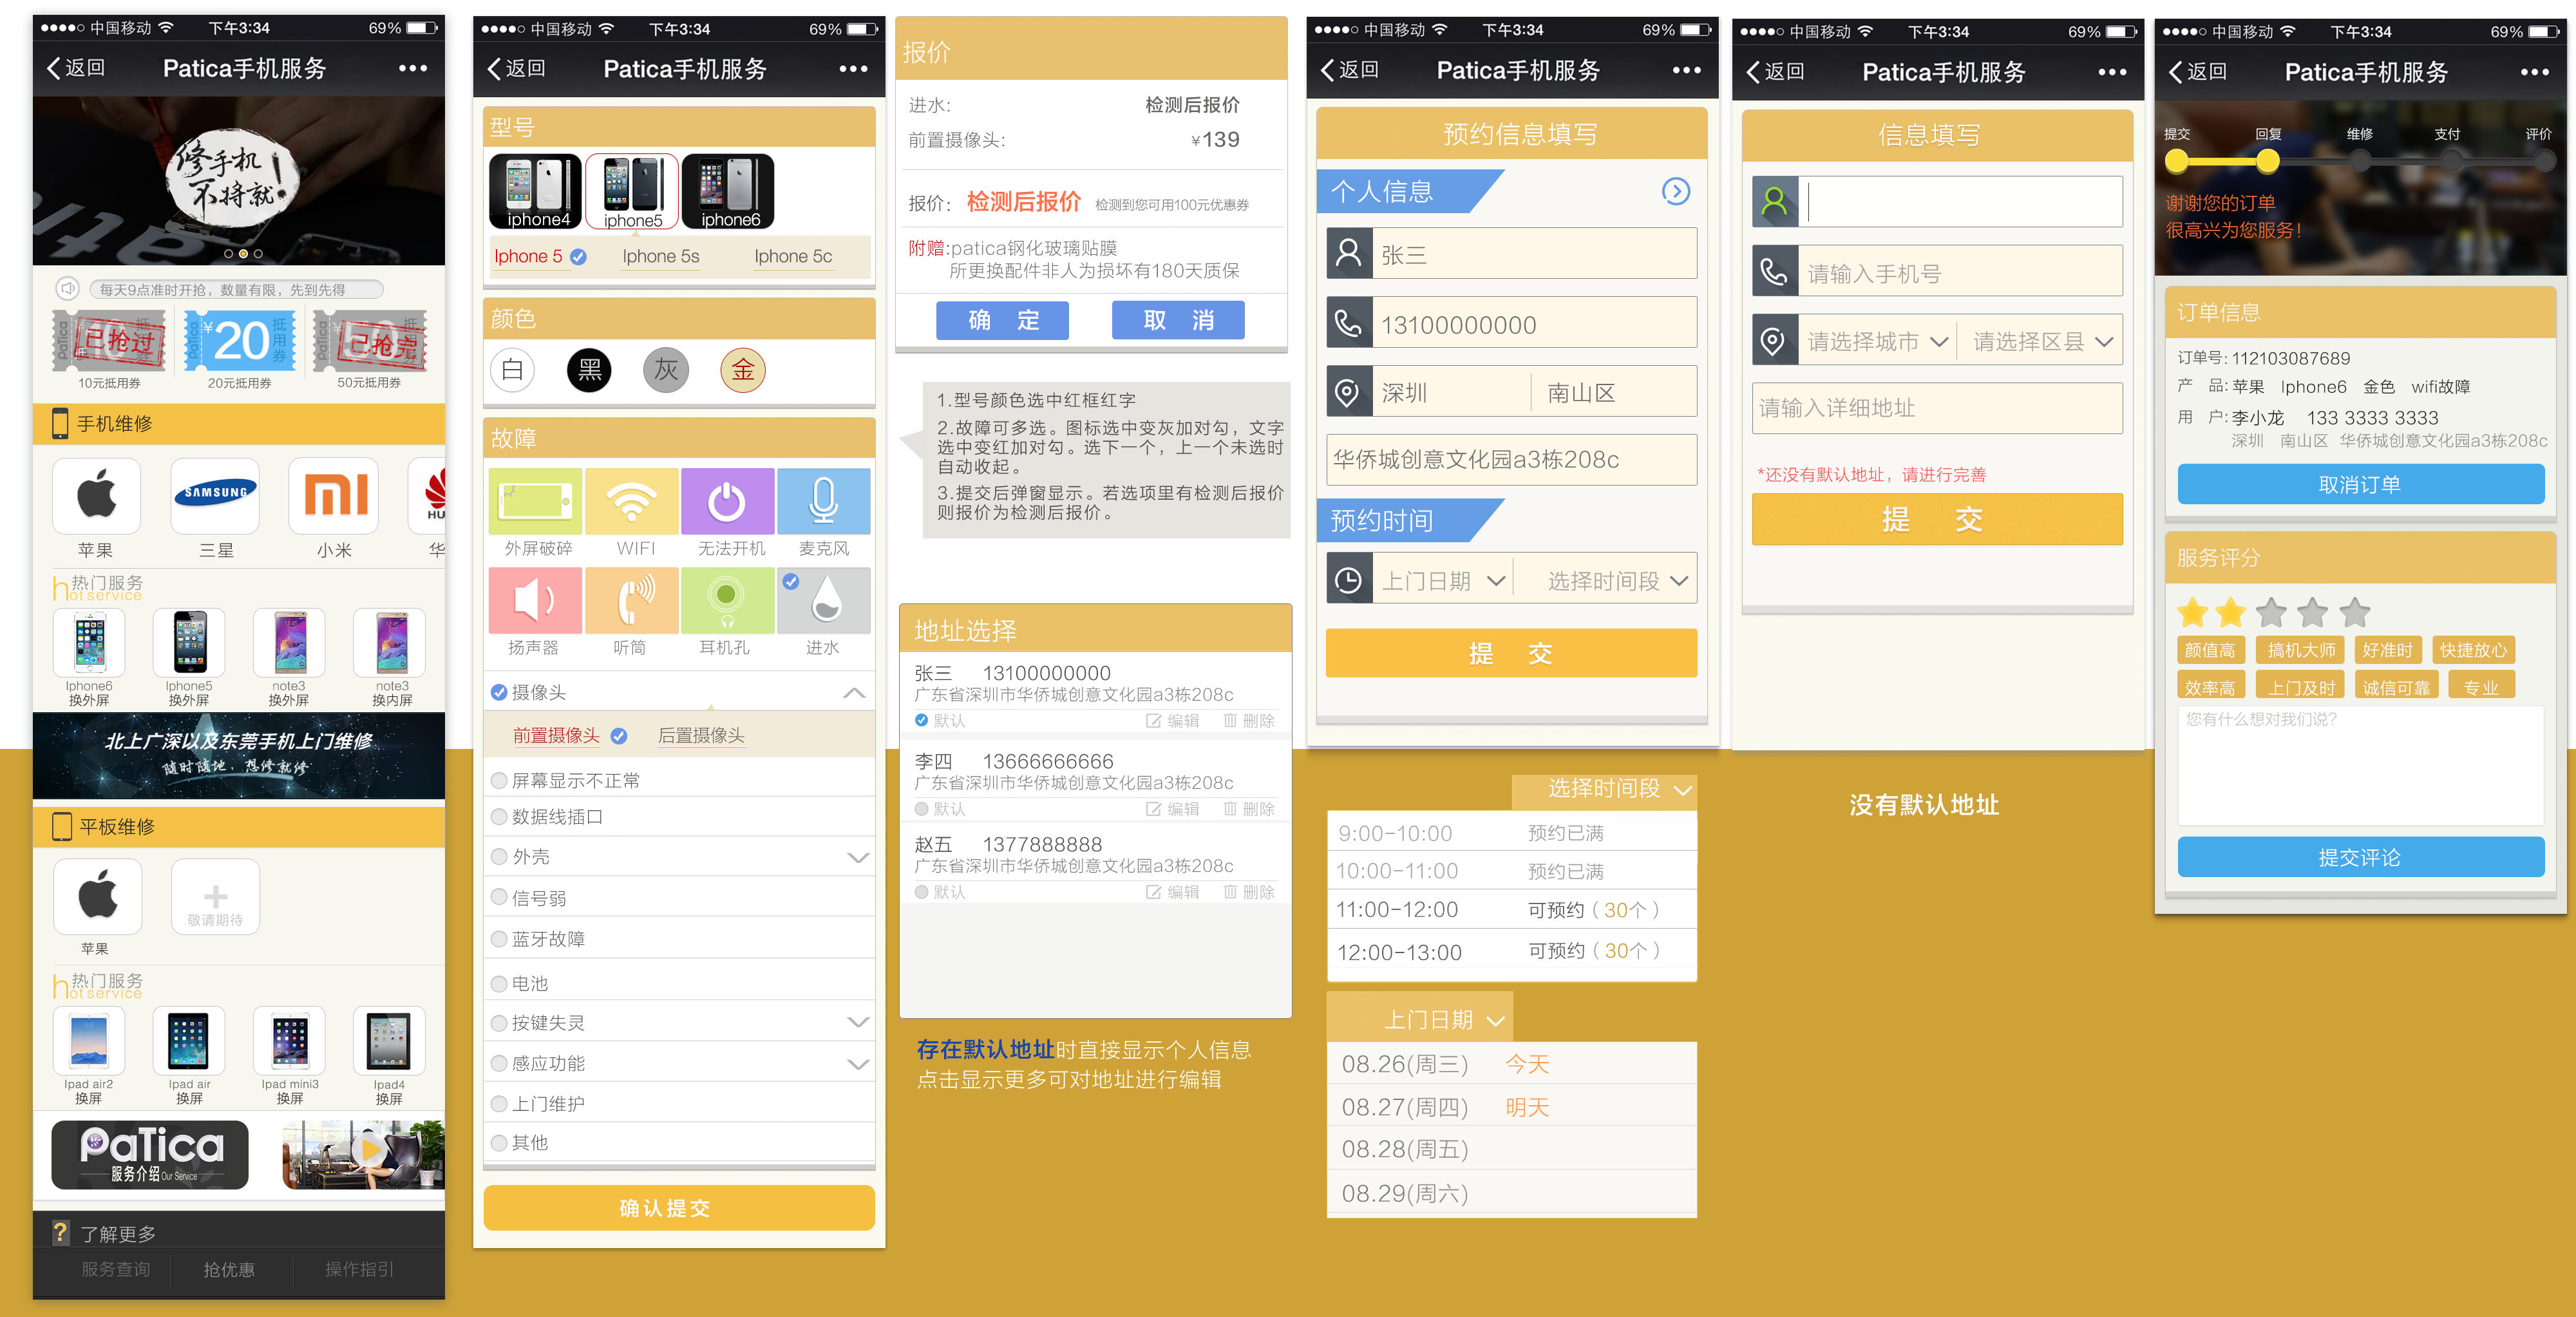 中国移动 下午3:34 69%
返回 Patica手机服务
修手机
不将就!
每天9点准时开抢，数量有限，先到先得
Patica 已抢过 抵用券
Patica ¥20 抵用券
Patica 50 已抢完 抵用券
10元抵用券 20元抵用券 50元抵用券
手机维修
SAMSUNG HU
苹果 三星 小米 华
热门服务
hot service
Iphone6 Iphone5 note3 note3
换外屏 换外屏 换外屏 换内屏
北上广深以及东莞手机上门维修
随时随地，想修就修
平板维修
敬请期待
苹果
热门服务
hot service
Ipad air2 Ipad air Ipad mini3 Ipad4
换屏 换屏 换屏 换屏
PaTica
服务介绍 Our Service
? 了解更多
服务查询 抢优惠 操作指引
中国移动 下午3:34 69%
返回 Patica手机服务
型号
iphone4 iphone5 iphone6
Iphone 5 Iphone 5s Iphone 5c
颜色
白 黑 灰 金
故障
外屏破碎 WIFI 无法开机 麦克风
扬声器 听筒 耳机孔 进水
摄像头
前置摄像头 后置摄像头
屏幕显示不正常
数据线插口
外壳
信号弱
蓝牙故障
电池
按键失灵
感应功能
上门维护
其他
确认提交
报价
进水: 检测后报价
前置摄像头: ¥139
报价: 检测后报价 检测到您可用100元优惠券
附赠:patica钢化玻璃贴膜
所更换配件非人为损坏有180天质保
确 定 取 消
1.型号颜色选中红框红字
2.故障可多选。图标选中变灰加对勾，文字
选中变红加对勾。选下一个，上一个未选时
自动收起。
3.提交后弹窗显示。若选项里有检测后报价
则报价为检测后报价。
地址选择
张三 13100000000
广东省深圳市华侨城创意文化园a3栋208c
默认 编辑 删除
李四 13666666666
广东省深圳市华侨城创意文化园a3栋208c
默认 编辑 删除
赵五 1377888888
广东省深圳市华侨城创意文化园a3栋208c
默认 编辑 删除
存在默认地址时直接显示个人信息
点击显示更多可对地址进行编辑
中国移动 下午3:34 69%
返回 Patica手机服务
预约信息填写
个人信息
张三
13100000000
深圳 南山区
华侨城创意文化园a3栋208c
预约时间
上门日期 选择时间段
提 交
选择时间段
9:00-10:00 预约已满
10:00-11:00 预约已满
11:00-12:00 可预约（30个）
12:00-13:00 可预约（30个）
上门日期
08.26(周三) 今天
08.27(周四) 明天
08.28(周五)
08.29(周六)
中国移动 下午3:34 69%
返回 Patica手机服务
信息填写
请输入手机号
请选择城市 请选择区县
请输入详细地址
*还没有默认地址，请进行完善
提 交
没有默认地址
中国移动 下午3:34 69%
返回 Patica手机服务
提交 回复 维修 支付 评价
谢谢您的订单
很高兴为您服务！
订单信息
订单号: 112103087689
产 品: 苹果 Iphone6 金色 wifi故障
用 户: 李小龙 133 3333 3333
深圳 南山区 华侨城创意文化园a3栋208c
取消订单
服务评分
颜值高 搞机大师 好准时 快捷放心
效率高 上门及时 诚信可靠 专业
您有什么想对我们说?
提交评论